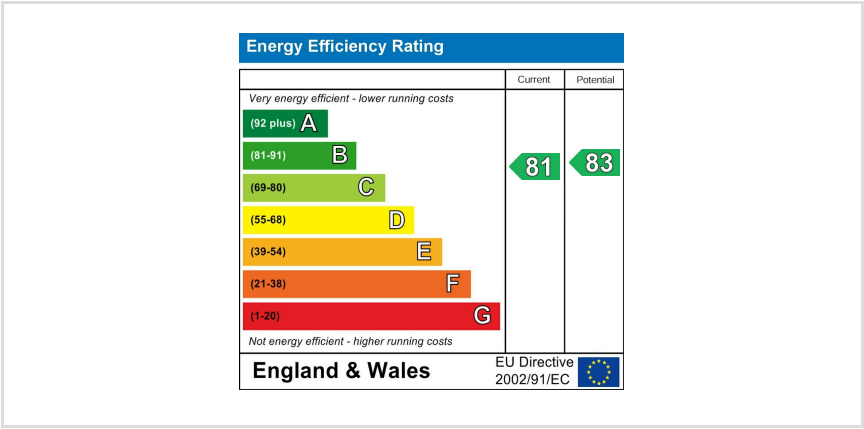 Energy Efficiency Rating
Current Potential
Very energy efficient - lower running costs
(92 plus) A
(81-91) B
81 83
(69-80) C
(55-68) D
(39-54) E
(21-38) F
(1-20) G
Not energy efficient - higher running costs
England & Wales
EU Directive
2002/91/EC